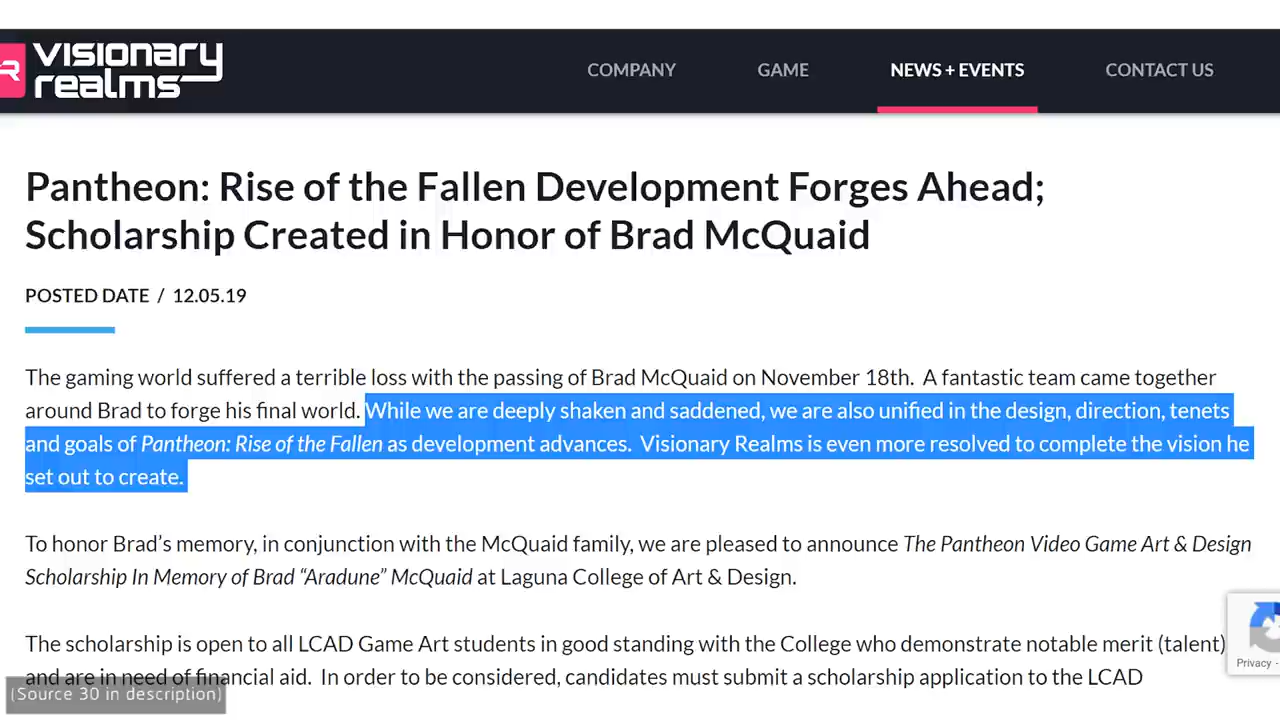 visionary
realms
COMPANY GAME NEWS + EVENTS CONTACT US
Pantheon: Rise of the Fallen Development Forges Ahead;
Scholarship Created in Honor of Brad McQuaid
POSTED DATE / 12.05.19
The gaming world suffered a terrible loss with the passing of Brad McQuaid on November 18th. A fantastic team came together
around Brad to forge his final world. While we are deeply shaken and saddened, we are also unified in the design, direction, tenets
and goals of Pantheon: Rise of the Fallen as development advances. Visionary Realms is even more resolved to complete the vision he
set out to create.
To honor Brad’s memory, in conjunction with the McQuaid family, we are pleased to announce The Pantheon Video Game Art & Design
Scholarship In Memory of Brad “Aradune” McQuaid at Laguna College of Art & Design.
The scholarship is open to all LCAD Game Art students in good standing with the College who demonstrate notable merit (talent)
Privacy -
and are in need of financial aid. In order to be considered, candidates must submit a scholarship application to the LCAD
(Source 30 in description)